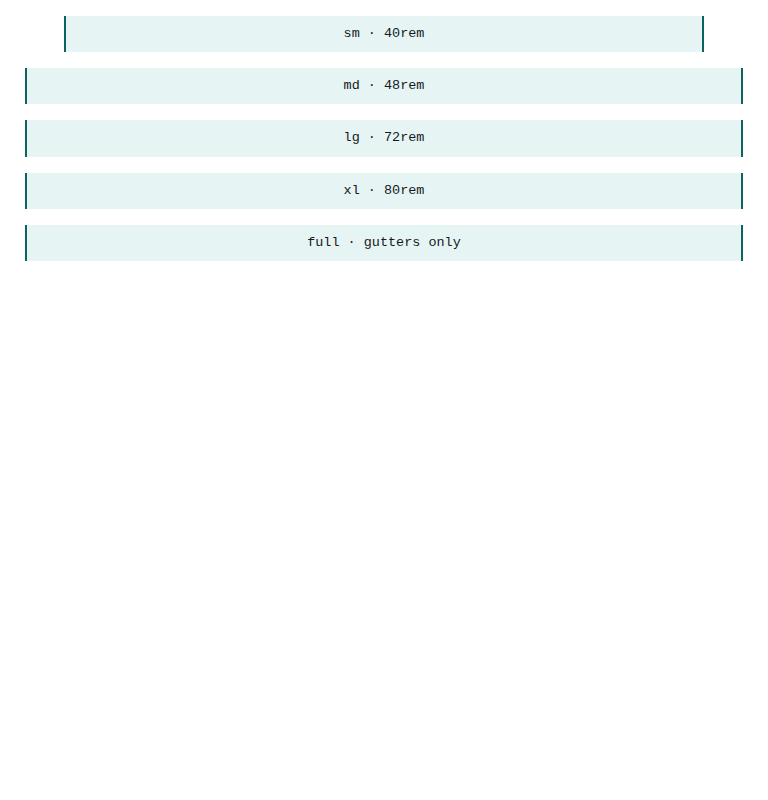 sm · 40rem
md · 48rem
lg · 72rem
xl · 80rem
full · gutters only